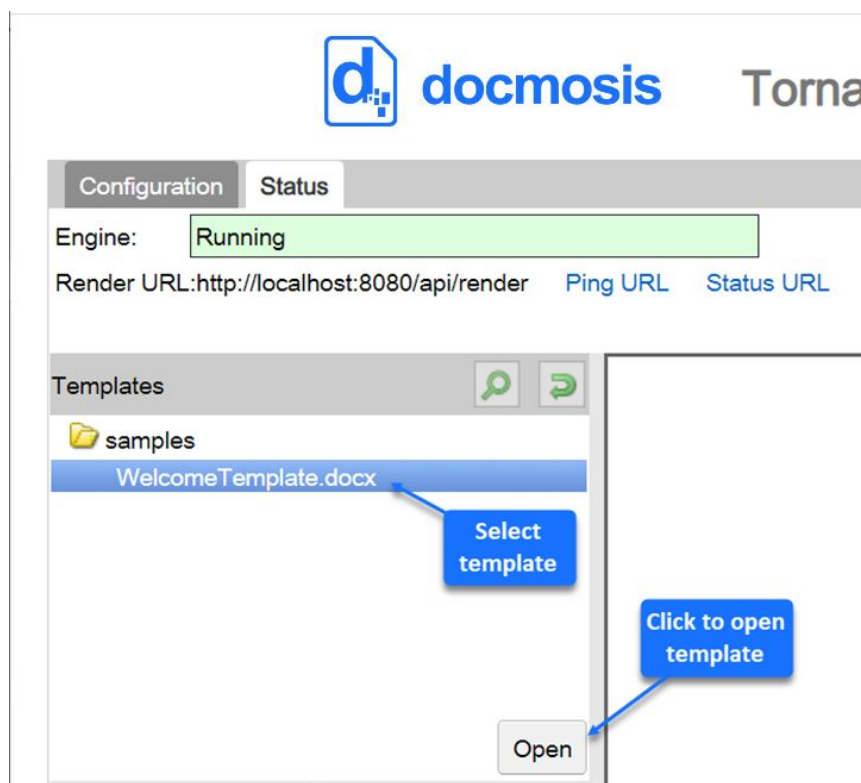 docmosis Torna
Configuration Status
Engine: Running
Render URL:http://localhost:8080/api/render Ping URL Status URL
Templates
samples
WelcomeTemplate.docx
Select
template
Click to open
template
Open